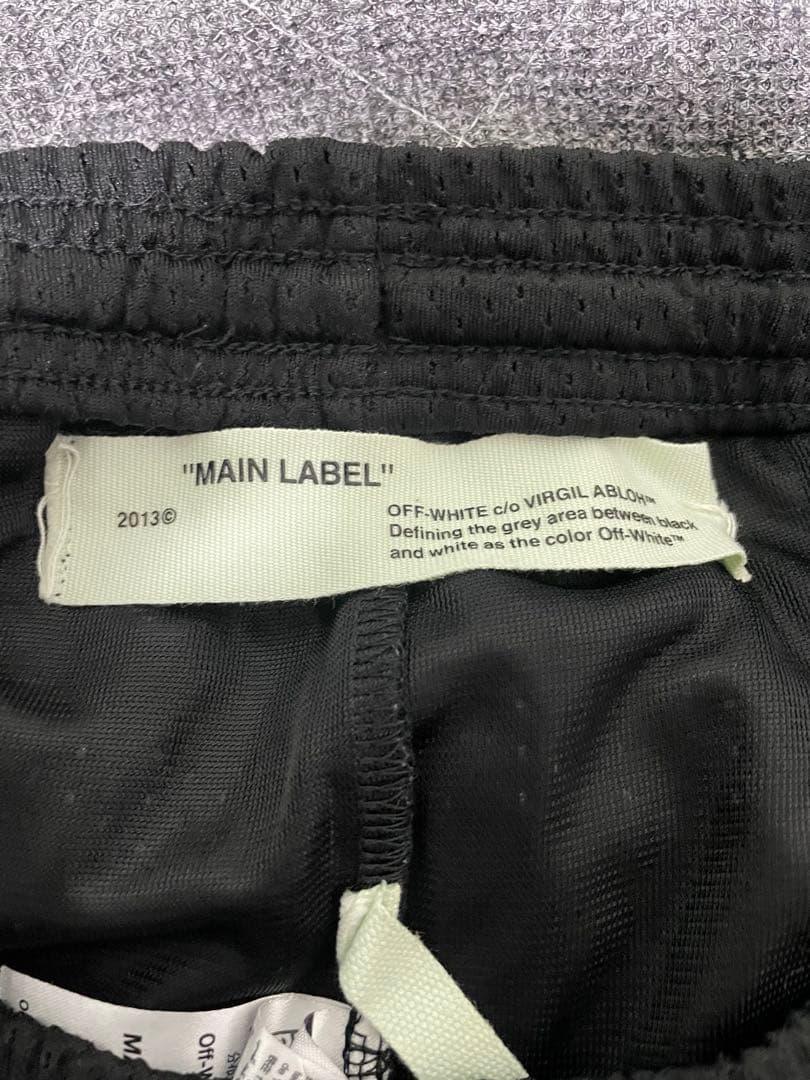 "MAIN LABEL"
2013©
OFF-WHITE c/o VIRGIL ABLOH™
Defining the grey area between black
and white as the color Off-White™